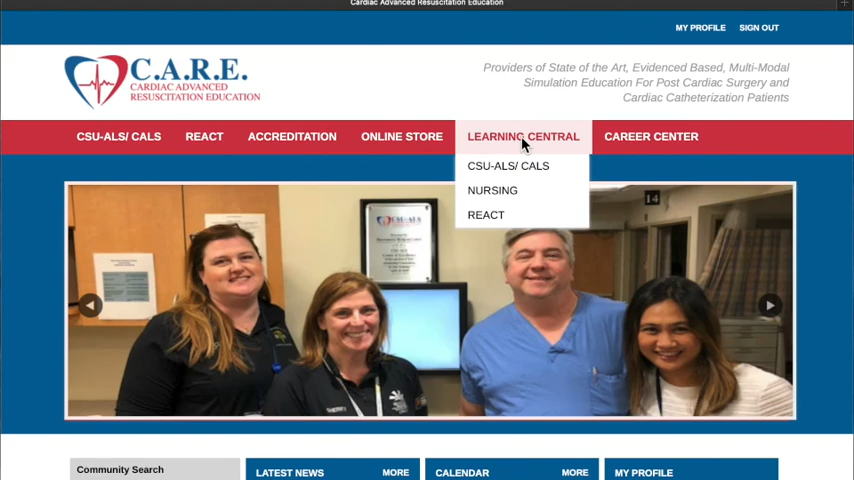 Cardiac Advanced Resuscitation Education
MY PROFILE SIGN OUT
C.A.R.E.
CARDIAC ADVANCED
RESUSCITATION EDUCATION
Providers of State of the Art, Evidenced Based, Multi-Modal
Simulation Education For Post Cardiac Surgery and
Cardiac Catheterization Patients
CSU-ALS/ CALS REACT ACCREDITATION ONLINE STORE LEARNING CENTRAL CAREER CENTER
CSU-ALS/ CALS
NURSING
REACT
14
CSU-ALS
Community Search
LATEST NEWS MORE
CALENDAR MORE
MY PROFILE